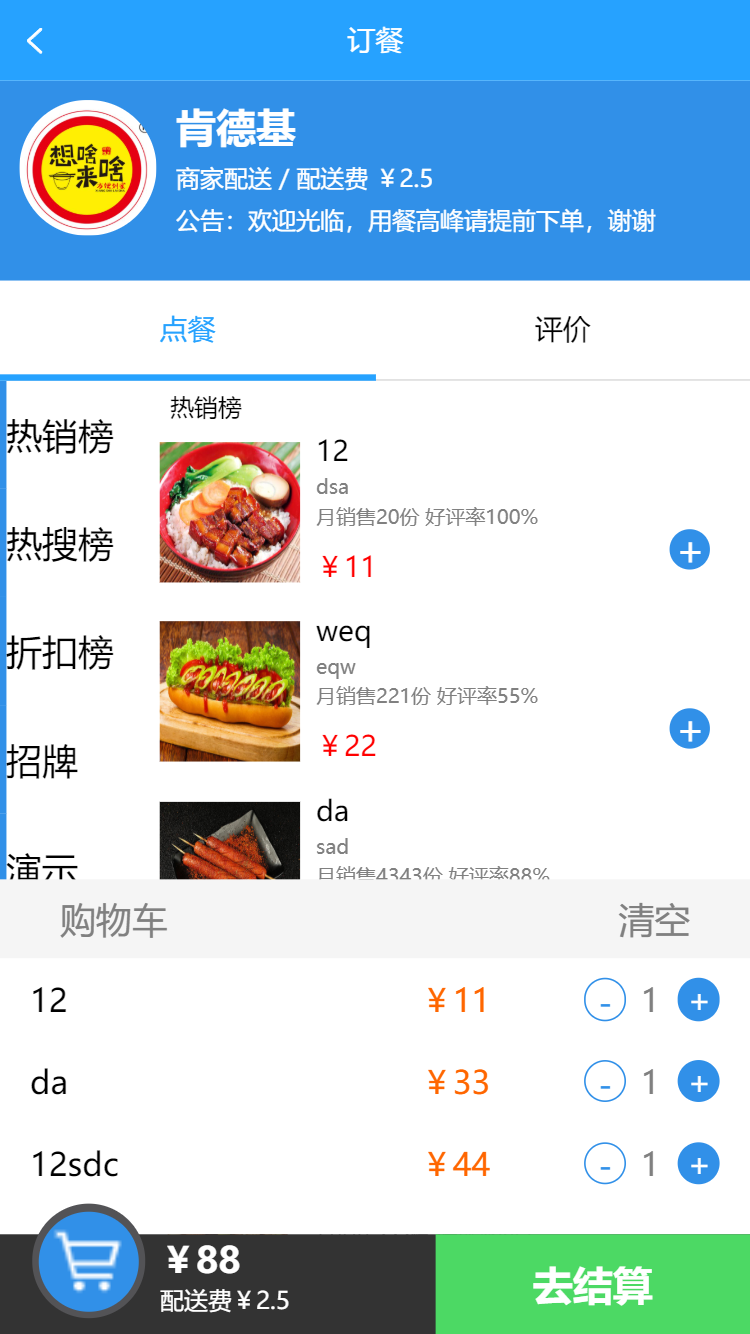 订餐
想啥
来啥
肯德基
商家配送 / 配送费 ￥2.5
公告：欢迎光临，用餐高峰请提前下单，谢谢
点餐
评价
热销榜
热搜榜
折扣榜
招牌
演示
热销榜
12
dsa
月销售20份 好评率100%
￥11
+
weq
eqw
月销售221份 好评率55%
￥22
+
da
sad
月销售4343份 好评率88%
购物车
清空
12 ￥11 - 1 +
da ￥33 - 1 +
12sdc ￥44 - 1 +
￥88
配送费￥2.5
去结算